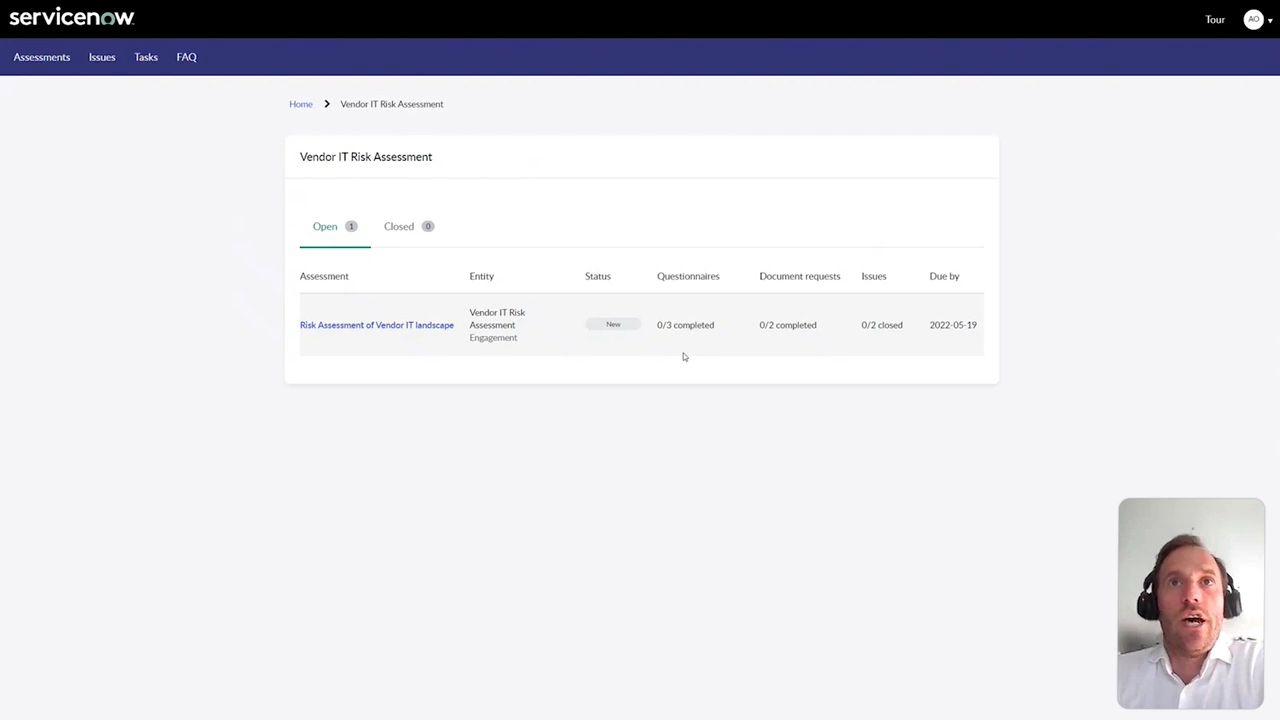 servicenow
Tour
AO
Assessments
Issues
Tasks
FAQ
Home
Vendor IT Risk Assessment
Vendor IT Risk Assessment
Open 1
Closed 0
Assessment
Entity
Status
Questionnaires
Document requests
Issues
Due by
Risk Assessment of Vendor IT landscape
Vendor IT Risk
Assessment
Engagement
New
0/3 completed
0/2 completed
0/2 closed
2022-05-19